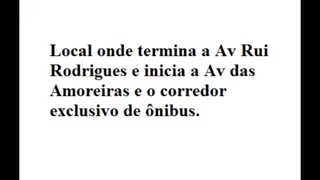 Local onde termina a Av Rui
Rodrigues e inicia a Av das
Amoreiras e o corredor
exclusivo de ônibus.